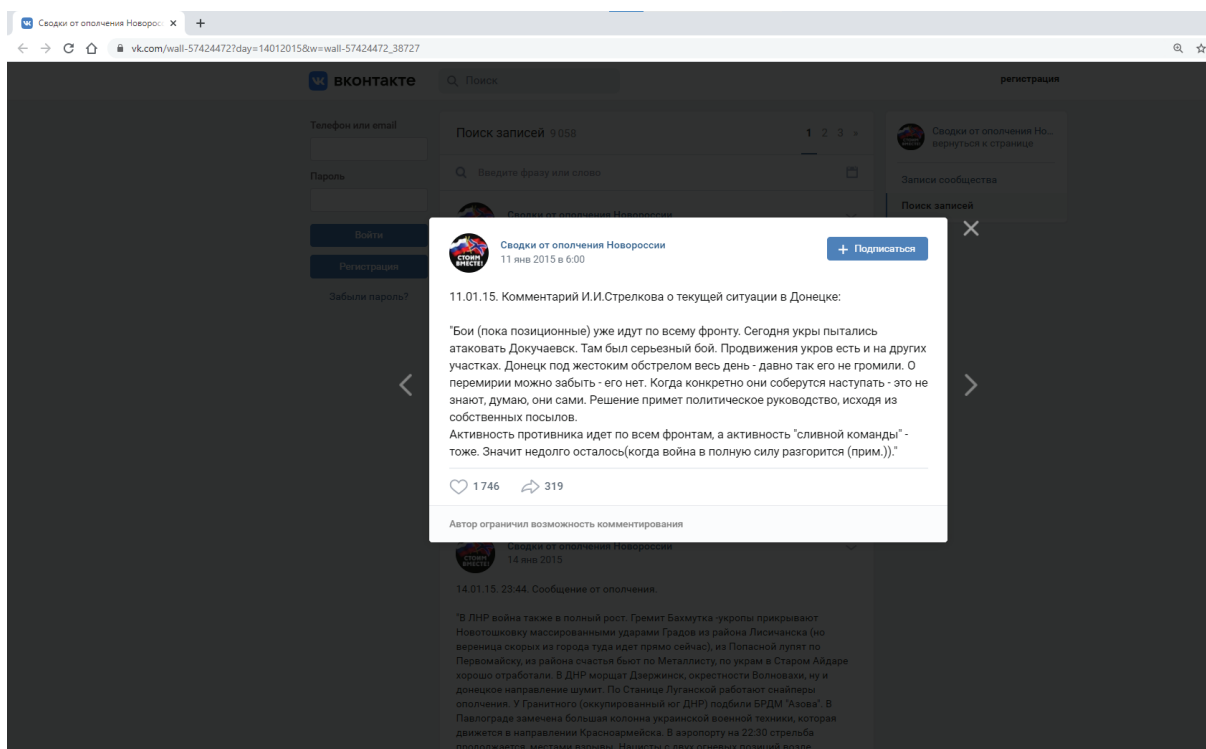 Сводки от ополчения Новорос
vk.com/wall-57424472?day=14012015&w=wall-57424472_38727
вконтакте
Поиск
регистрация
Телефон или email
Пароль
Войти
Регистрация
Забыли пароль?
Поиск записей 9 058
1 2 3 »
Введите фразу или слово
Сводки от ополчения Но...
вернуться к странице
Записи сообщества
Поиск записей
Сводки от ополчения Новороссии
СТОИМ
ВМЕСТЕ!
Сводки от ополчения Новороссии
11 янв 2015 в 6:00
Подписаться
11.01.15. Комментарий И.И.Стрелкова о текущей ситуации в Донецке:
"Бои (пока позиционные) уже идут по всему фронту. Сегодня укры пытались
атаковать Докучаевск. Там был серьезный бой. Продвижения укров есть и на других
участках. Донецк под жестоким обстрелом весь день - давно так его не громили. О
перемирии можно забыть - его нет. Когда конкретно они соберутся наступать - это не
знают, думаю, они сами. Решение примет политическое руководство, исходя из
собственных посылов.
Активность противника идет по всем фронтам, а активность "сливной команды" -
тоже. Значит недолго осталось(когда война в полную силу разгорится (прим.))."
1 746 319
Автор ограничил возможность комментирования
Сводки от ополчения Новороссии
14 янв 2015
СТОИМ
ВМЕСТЕ!
14.01.15. 23:44. Сообщение от ополчения.
"В ЛНР война также в полный рост. Гремит Бахмутка -укропы прикрывают
Новотошковку массированными ударами Градов из района Лисичанска (но
вереница скорых из города туда идет прямо сейчас), из Попасной лупят по
Первомайску, из района счастья бьют по Металлисту, по украм в Старом Айдаре
хорошо отработали. В ДНР морщат Дзержинск, окрестности Волновахи, ну и
донецкое направление шумит. По Станице Луганской работают снайперы
ополчения. У Гранитного (оккупированный юг ДНР) подбили БРДМ "Азова". В
Павлограде замечена большая колонна украинской военной техники, которая
движется в направлении Красноармейска. В аэропорту на 22:30 стрельба
продолжается, местами взрывы. Нацисты с двух огневых позиций возле